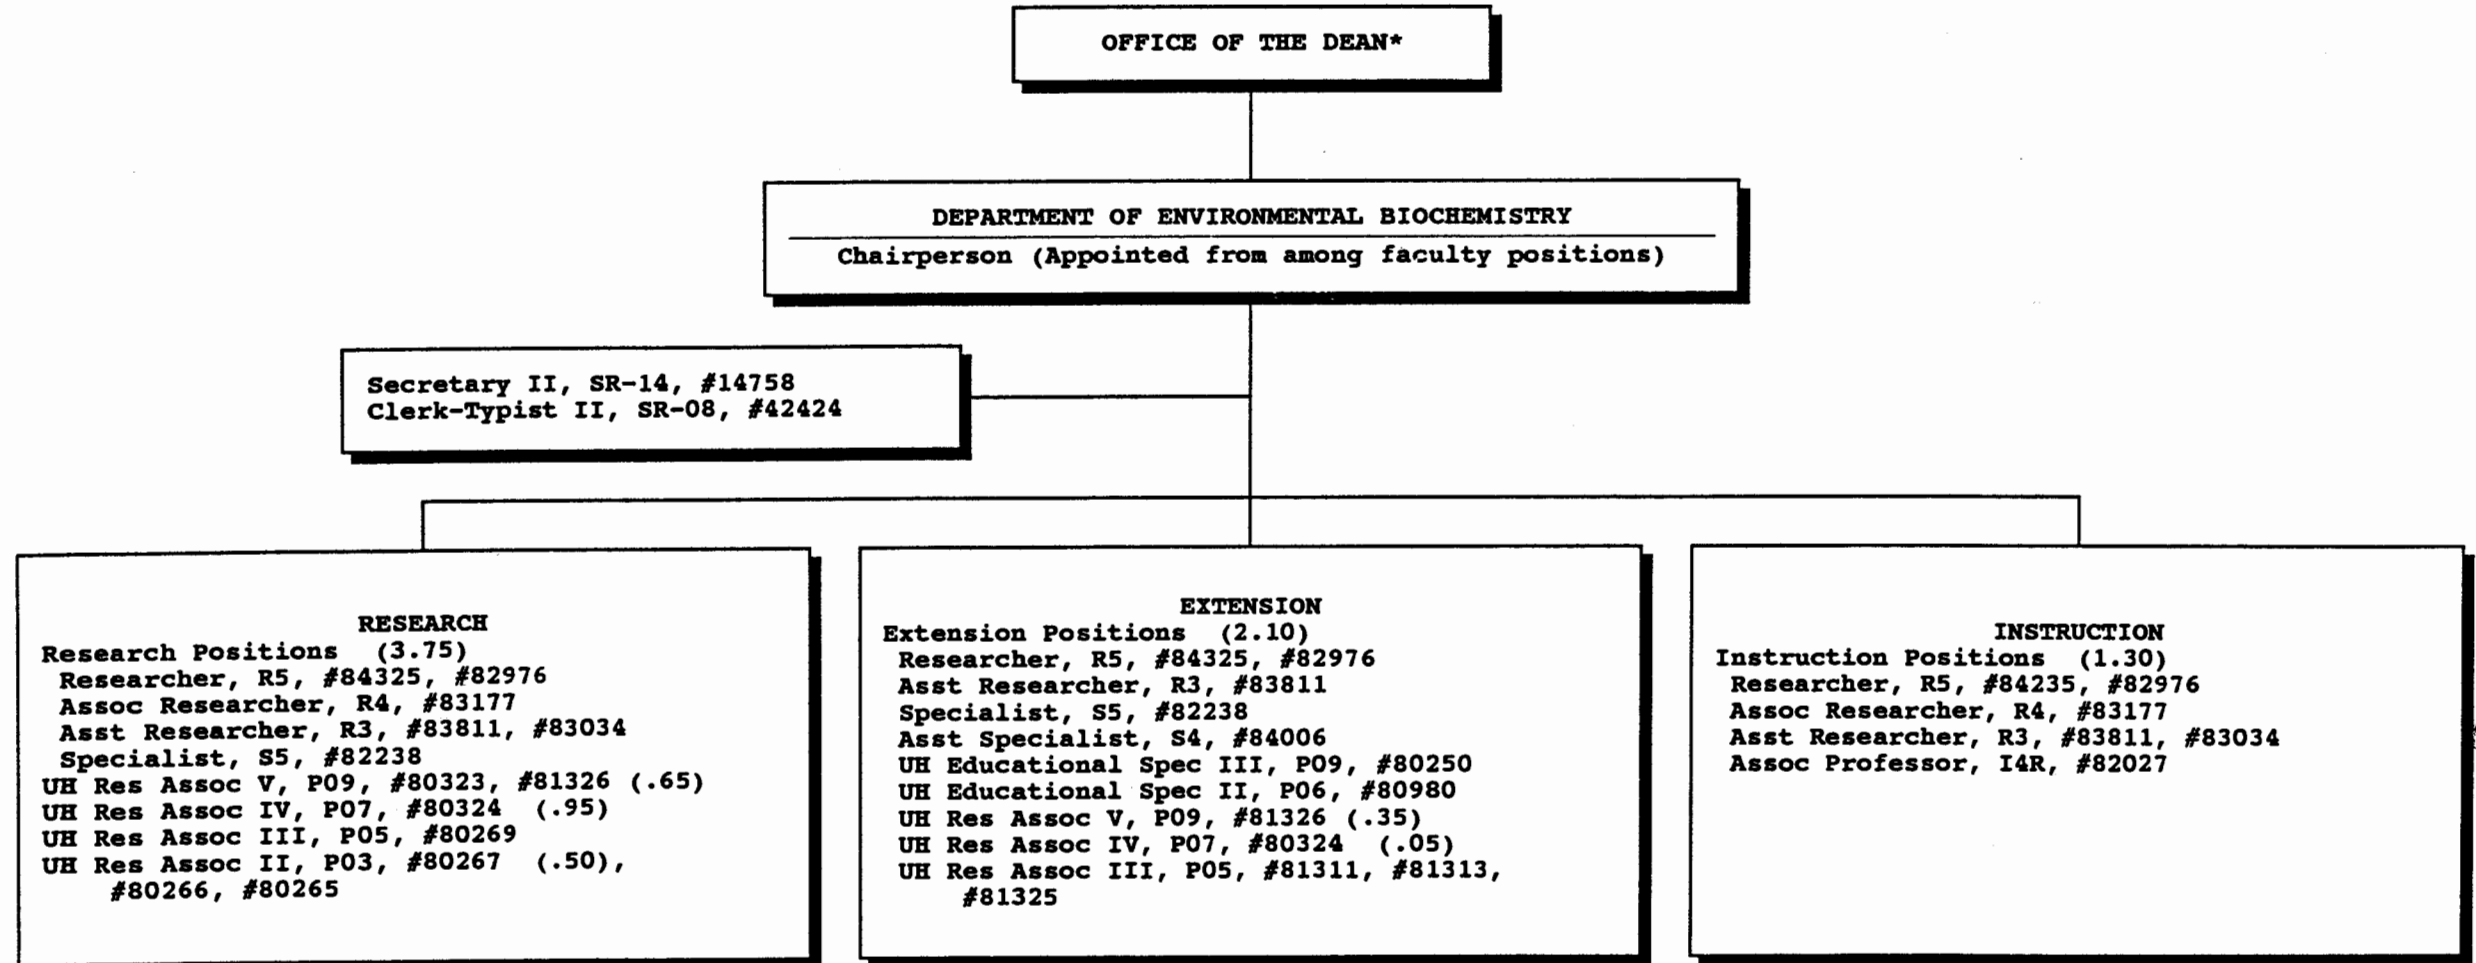 OFFICE OF THE DEAN*
DEPARTMENT OF ENVIRONMENTAL BIOCHEMISTRY
Chairperson (Appointed from among faculty positions)
Secretary II, SR-14, #14758
Clerk-Typist II, SR-08, #42424
RESEARCH
Research Positions (3.75)
Researcher, R5, #84325, #82976
Assoc Researcher, R4, #83177
Asst Researcher, R3, #83811, #83034
Specialist, S5, #82238
UH Res Assoc V, P09, #80323, #81326 (.65)
UH Res Assoc IV, P07, #80324 (.95)
UH Res Assoc III, P05, #80269
UH Res Assoc II, P03, #80267 (.50),
#80266, #80265
EXTENSION
Extension Positions (2.10)
Researcher, R5, #84325, #82976
Asst Researcher, R3, #83811
Specialist, S5, #82238
Asst Specialist, S4, #84006
UH Educational Spec III, P09, #80250
UH Educational Spec II, P06, #80980
UH Res Assoc V, P09, #81326 (.35)
UH Res Assoc IV, P07, #80324 (.05)
UH Res Assoc III, P05, #81311, #81313,
#81325
INSTRUCTION
Instruction Positions (1.30)
Researcher, R5, #84235, #82976
Assoc Researcher, R4, #83177
Asst Researcher, R3, #83811, #83034
Assoc Professor, I4R, #82027